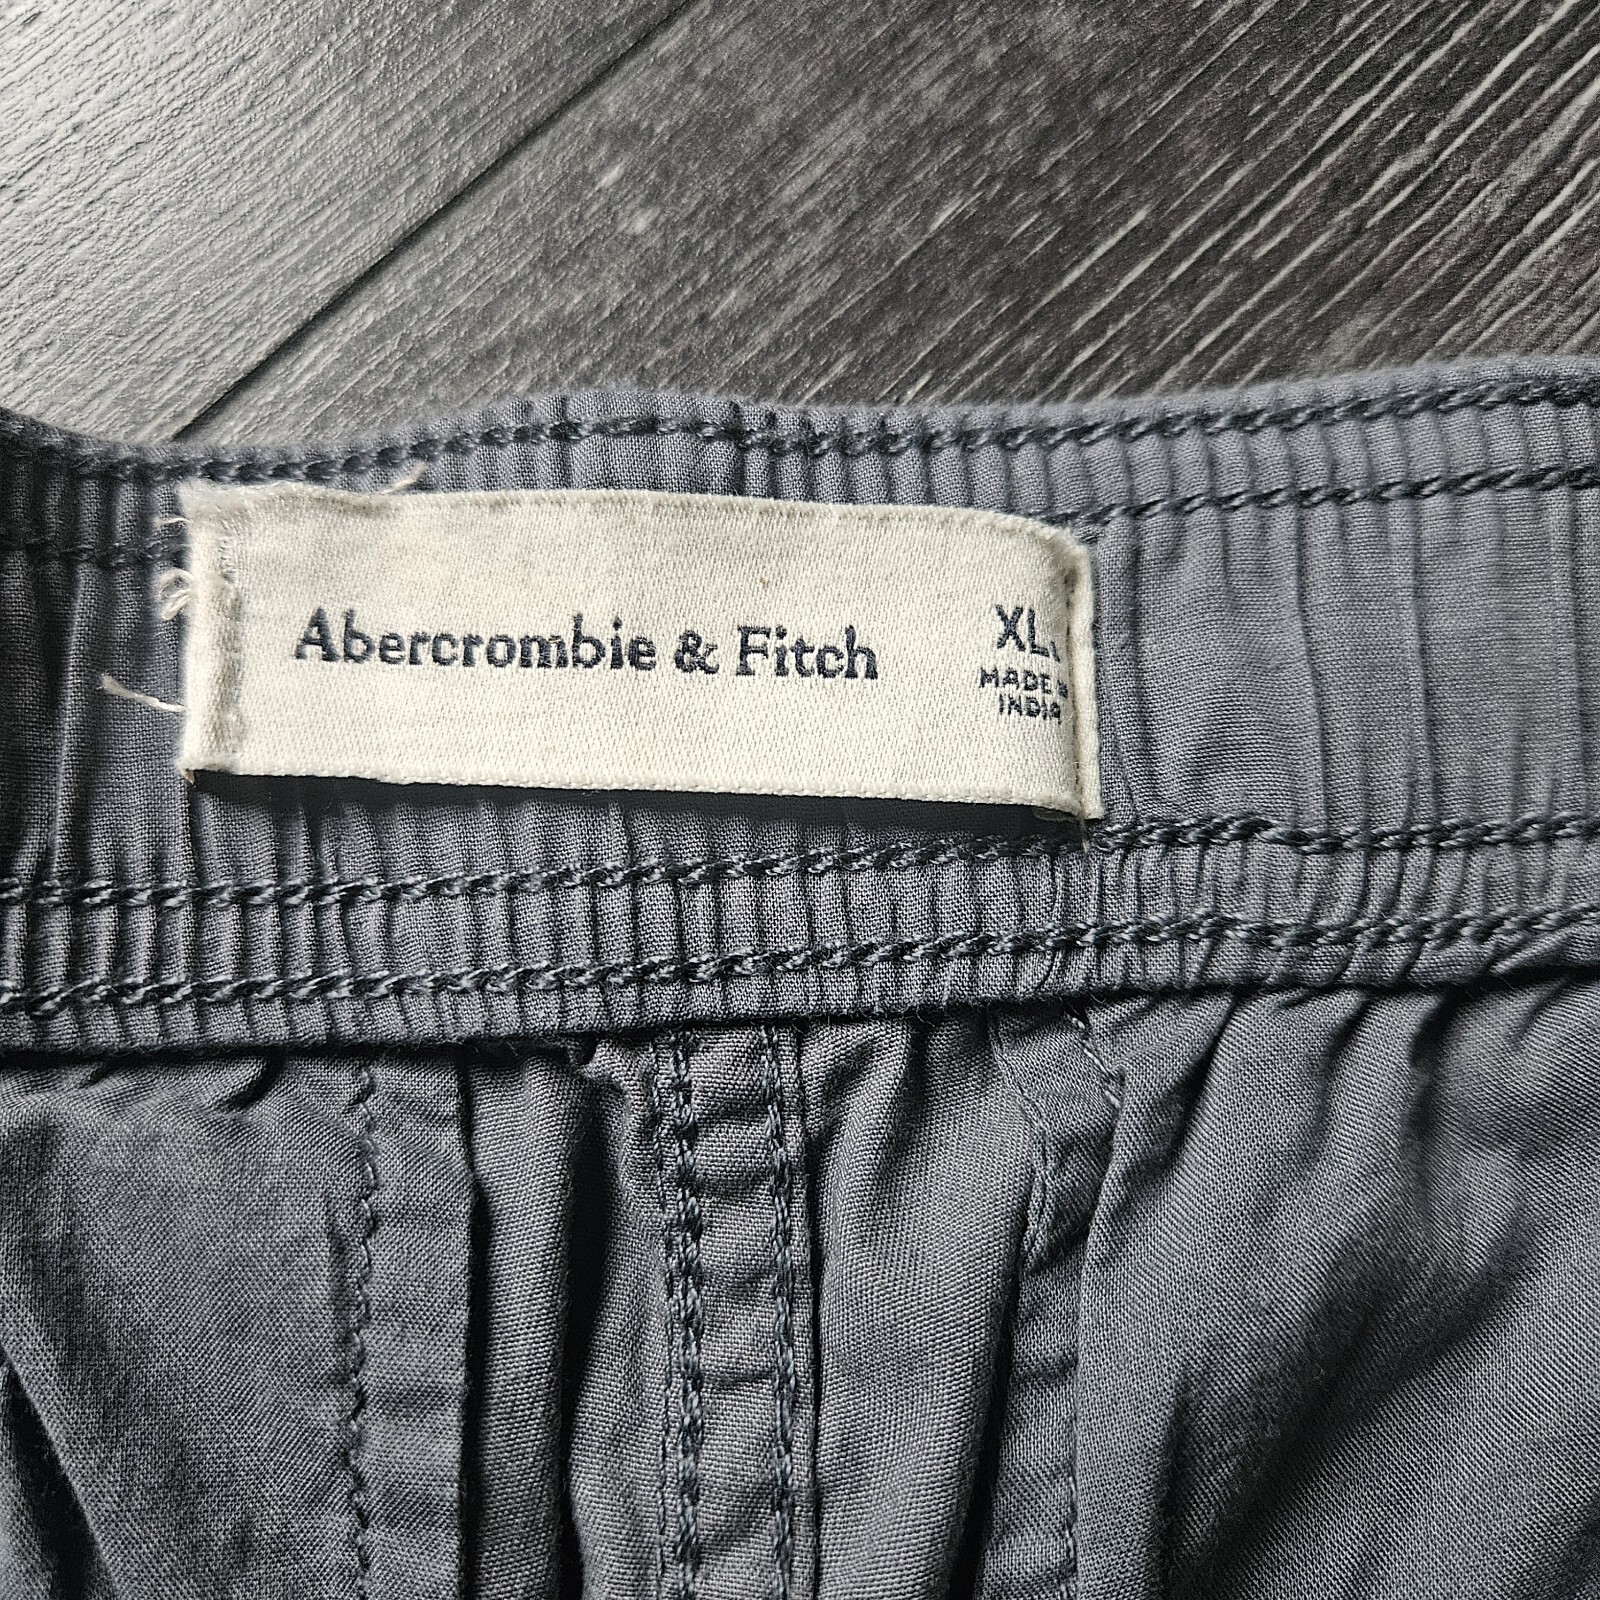 Abercrombie & Fitch
XL
MADE IN
INDIA